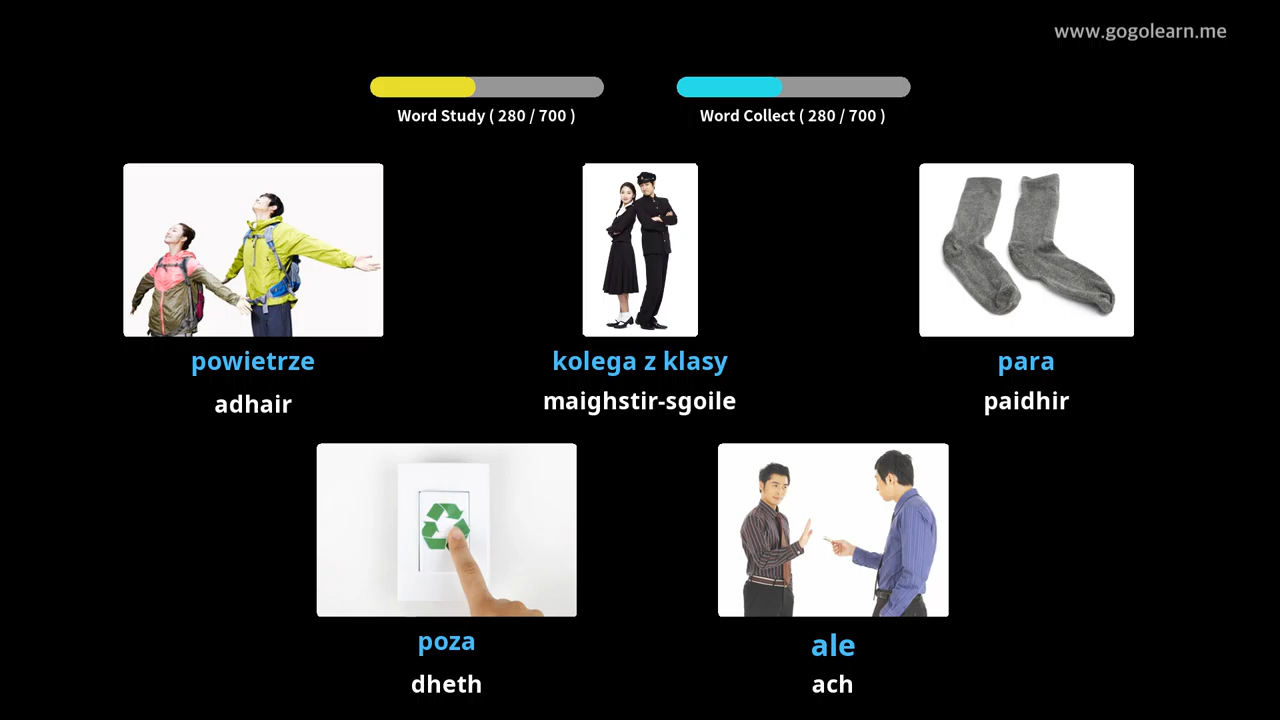 www.gogolearn.me
Word Study ( 280 / 700 )
Word Collect ( 280 / 700 )
powietrze
adhair
kolega z klasy
maighstir-sgoile
para
paidhir
poza
dheth
ale
ach